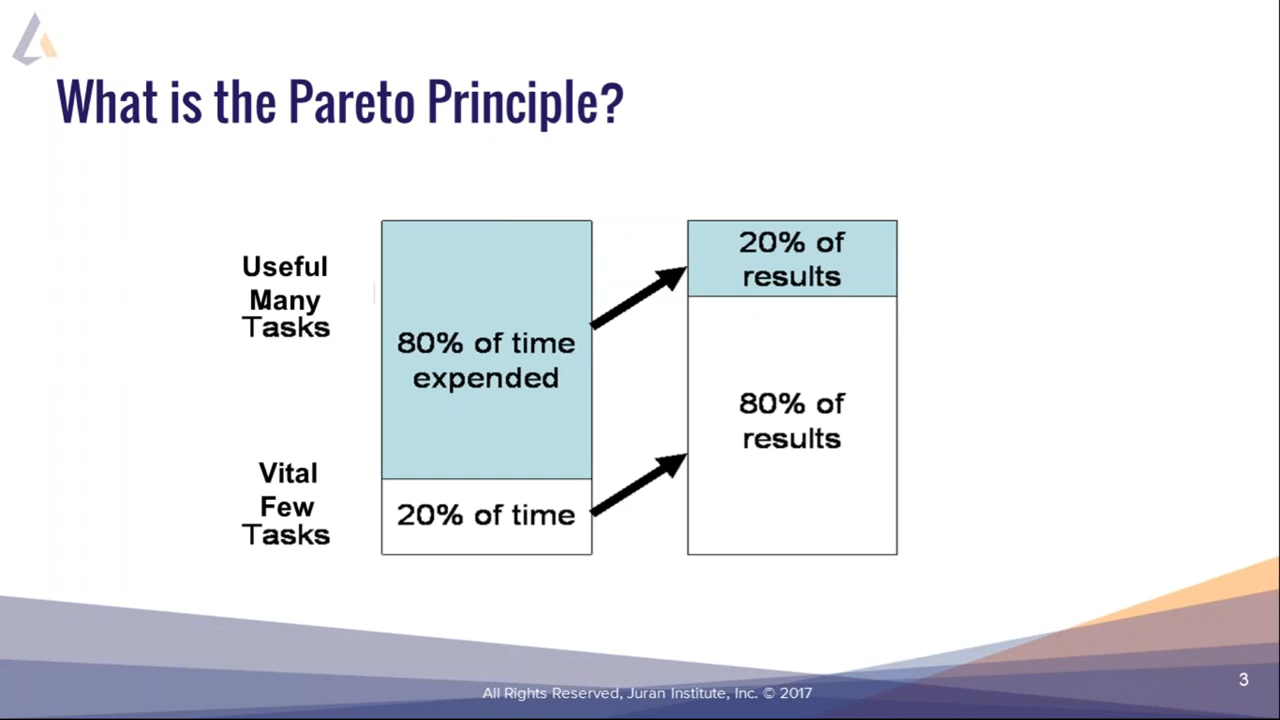 What is the Pareto Principle?
Useful
Many
Tasks
80% of time
expended
20% of
results
80% of
results
Vital
Few
Tasks
20% of time
All Rights Reserved, Juran Institute, Inc. © 2017
3